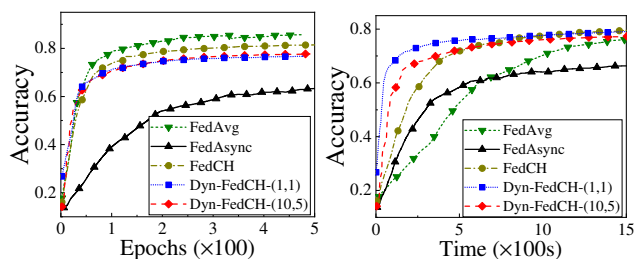 Accuracy
0.8
0.6
0.4
0.2
FedAvg
FedAsync
FedCH
Dyn-FedCH-(1,1)
Dyn-FedCH-(10,5)
0 1 2 3 4 5
Epochs (×100)
Accuracy
0.8
0.6
0.4
0.2
FedAvg
FedAsync
FedCH
Dyn-FedCH-(1,1)
Dyn-FedCH-(10,5)
0 5 10 15
Time (×100s)